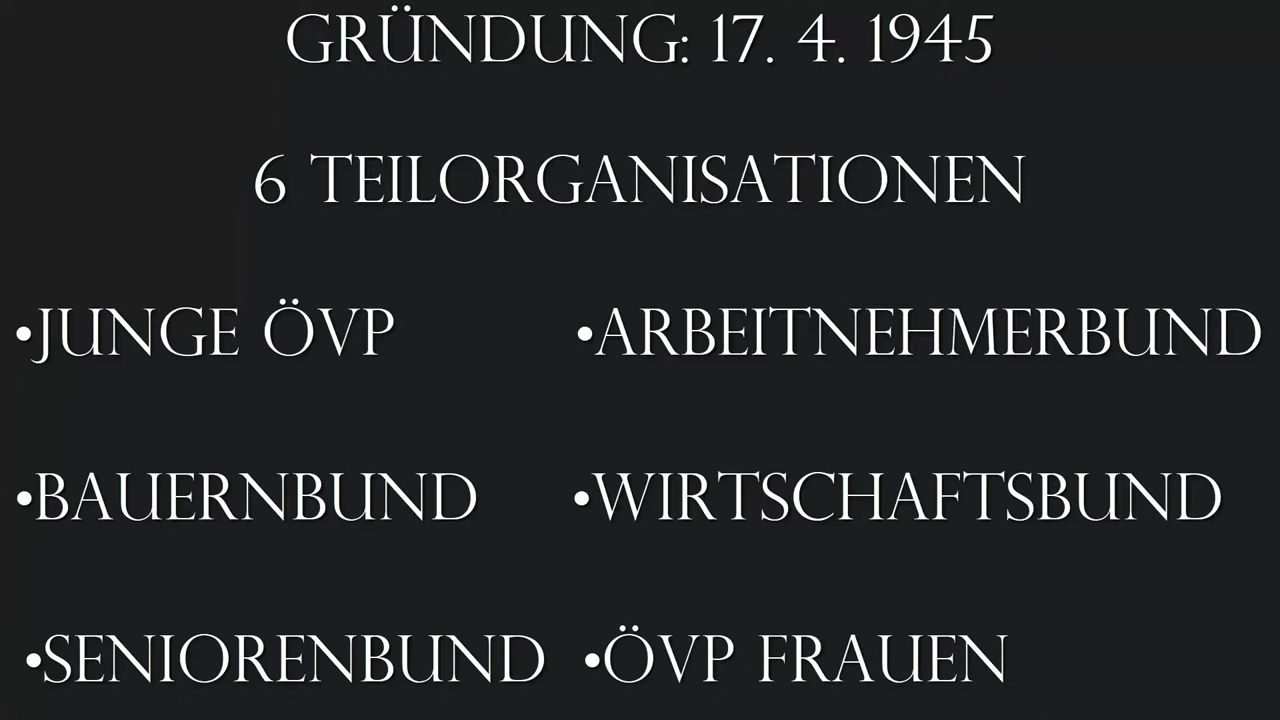 GRÜNDUNG: 17. 4. 1945
6 TEILORGANISATIONEN
•JUNGE ÖVP •ARBEITNEHMERBUND
•BAUERNBUND •WIRTSCHAFTSBUND
•SENIORENBUND •ÖVP FRAUEN